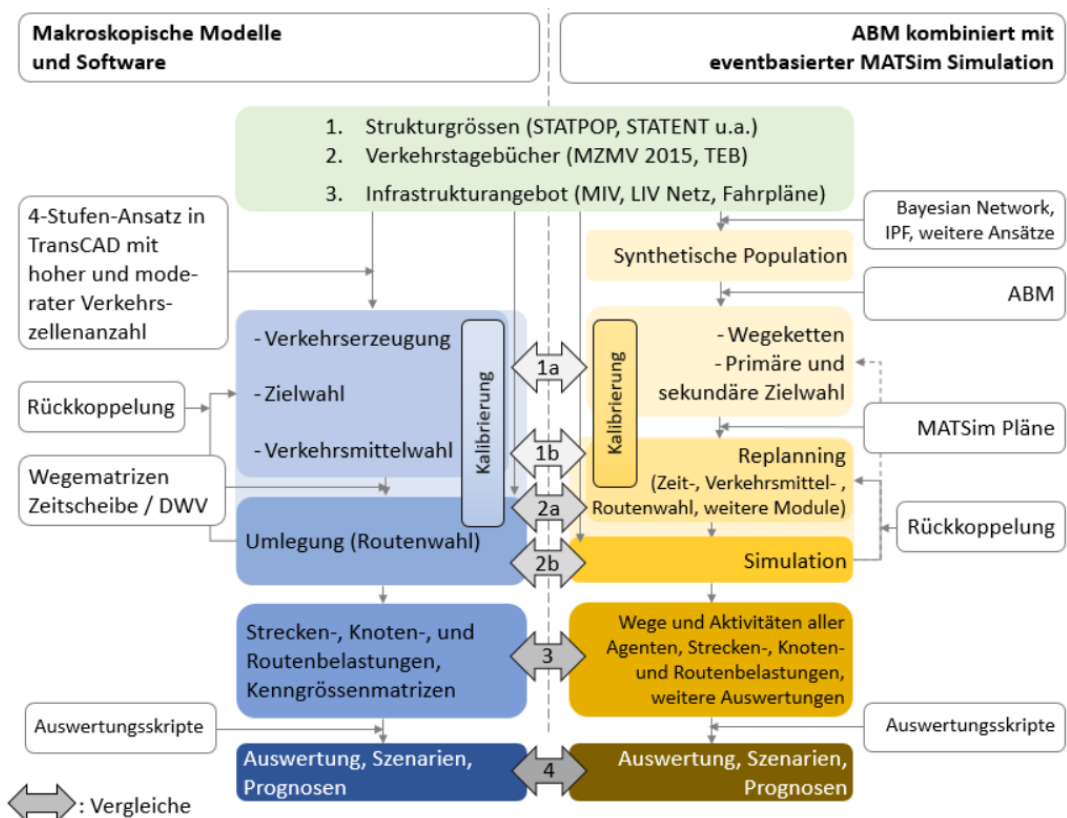 Makroskopische Modelle
und Software
ABM kombiniert mit
eventbasierter MATSim Simulation
1. Strukturgrössen (STATPOP, STATENT u.a.)
2. Verkehrstagebücher (MZMV 2015, TEB)
3. Infrastrukturangebot (MIV, LIV Netz, Fahrpläne)
4-Stufen-Ansatz in
TransCAD mit
hoher und mode-
rater Verkehrs-
zellenanzahl
Bayesian Network,
IPF, weitere Ansätze
Synthetische Population
ABM
- Verkehrserzeugung
- Zielwahl
- Verkehrsmittelwahl
Kalibrierung
1a
Kalibrierung
- Wegeketten
- Primäre und
sekundäre Zielwahl
Rückkoppelung
MATSim Pläne
1b
Replanning
(Zeit-, Verkehrsmittel- ,
Routenwahl, weitere Module)
Wegematrizen
Zeitscheibe / DWV
2a
Rückkoppelung
Umlegung (Routenwahl)
2b
Simulation
Strecken-, Knoten-, und
Routenbelastungen,
Kenngrössenmatrizen
3
Wege und Aktivitäten aller
Agenten, Strecken-, Knoten-
und Routenbelastungen,
weitere Auswertungen
Auswertungsskripte
Auswertungsskripte
Auswertung, Szenarien,
Prognosen
4
Auswertung, Szenarien,
Prognosen
: Vergleiche